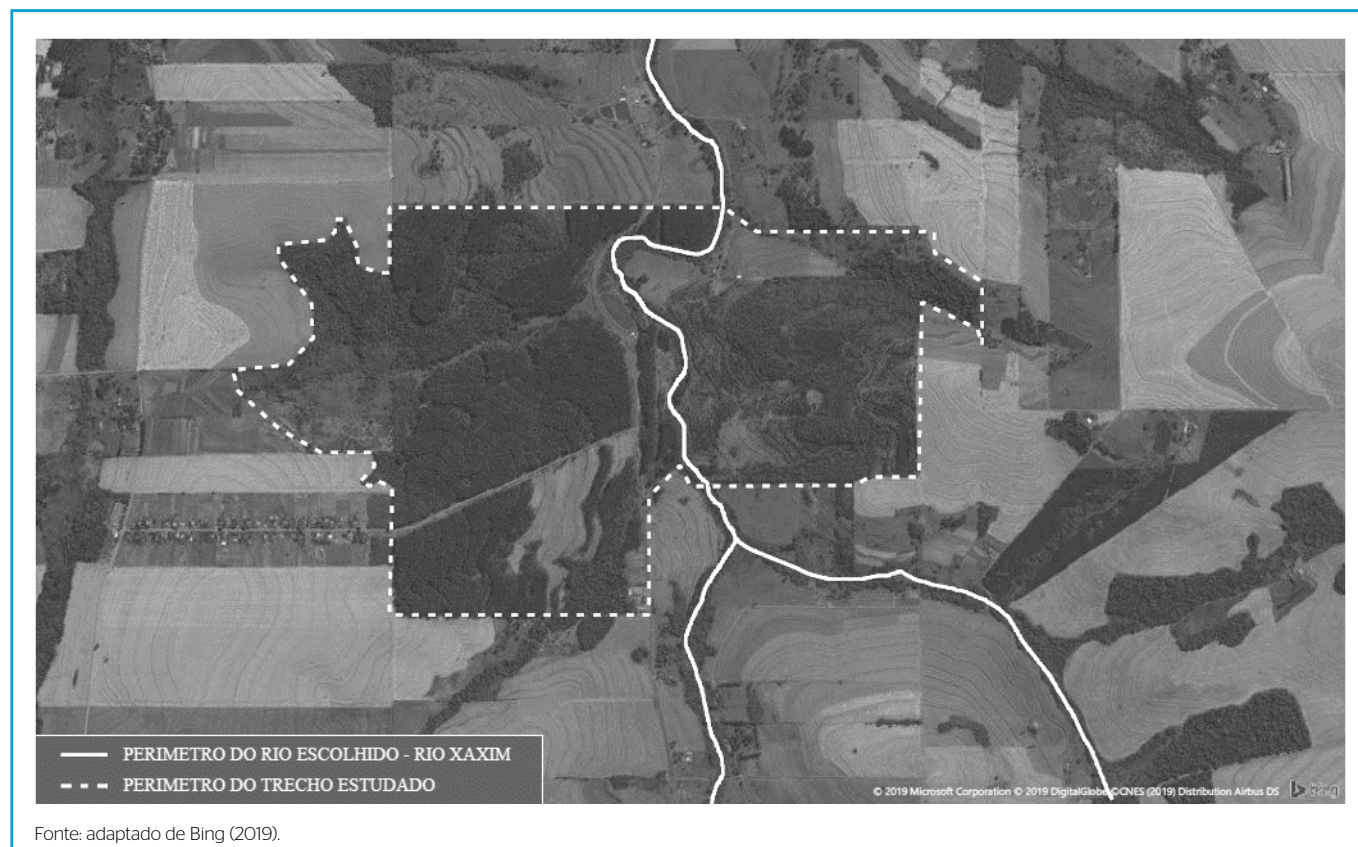 PERIMETRO DO RIO ESCOLHIDO - RIO XAXIM
PERIMETRO DO TRECHO ESTUDADO
© 2019 Microsoft Corporation © 2019 DigitalGlobe ©CNES (2019) Distribution Airbus DS
Bing
Fonte: adaptado de Bing (2019).